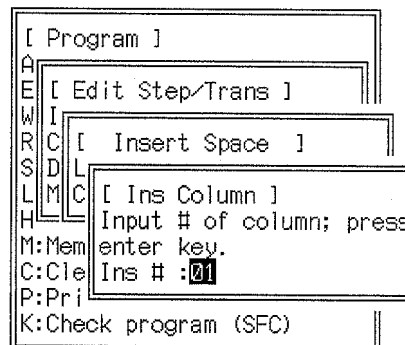 [ Program ]
A
E [ Edit Step/Trans ]
W I
R C [ Insert Space ]
S D L
L M C [ Ins Column ]
H Input # of column; press
M:Mem enter key.
C:Cle Ins # :01
P:Pri
K:Check program (SFC)